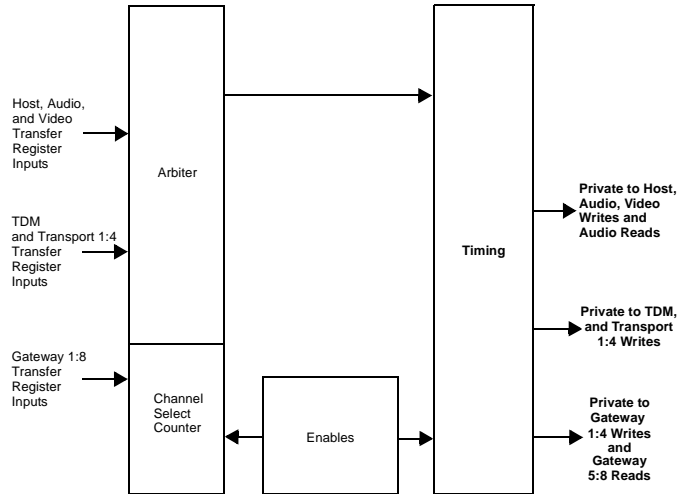 Host, Audio,
and Video
Transfer
Register
Inputs
TDM
and Transport 1:4
Transfer
Register
Inputs
Gateway 1:8
Transfer
Register
Inputs
Arbiter
Channel
Select
Counter
Enables
Timing
Private to Host,
Audio, Video
Writes and
Audio Reads
Private to TDM,
and Transport
1:4 Writes
Private to
Gateway
1:4 Writes
and
Gateway
5:8 Reads